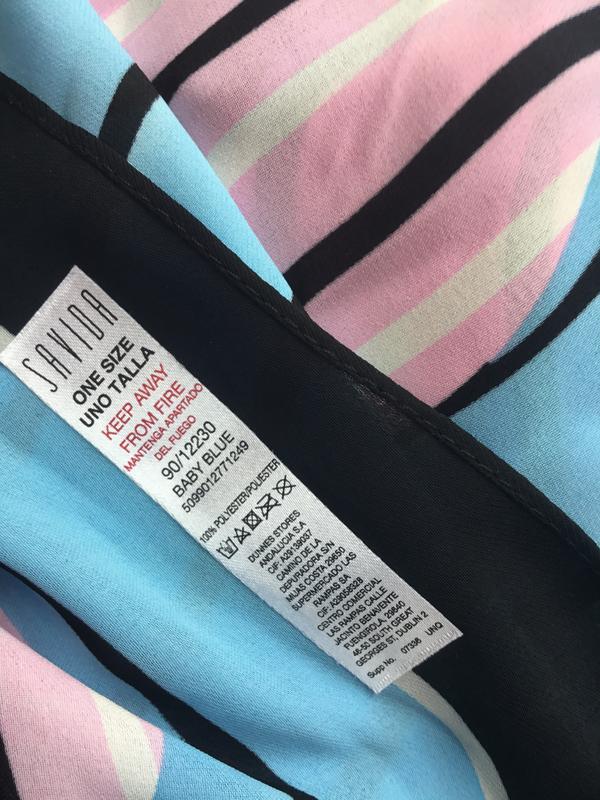 SAVIDA
ONE SIZE
UNO TALLA
KEEP AWAY
FROM FIRE
MANTENGA APARTADO
DEL FUEGO
90/12230
BABY BLUE
5099012771249
100% POLYESTER/POLIESTER
DUNNES STORES
ANDALUCIA S.A
CIF: A29139097
CAMINO DE LA
DEPURADORA S/N
MIJAS COSTA 29650
SUPERMERCADO LAS
RAMPAS SA
CIF: A39058328
CENTRO COMERCIAL
LAS RAMPAS CALLE
JACINTO BENAVENTE
FUENGIROLA, 29640
46-50 SOUTH GREAT
GEORGES ST, DUBLIN 2
Supp No. 07336 UNQ